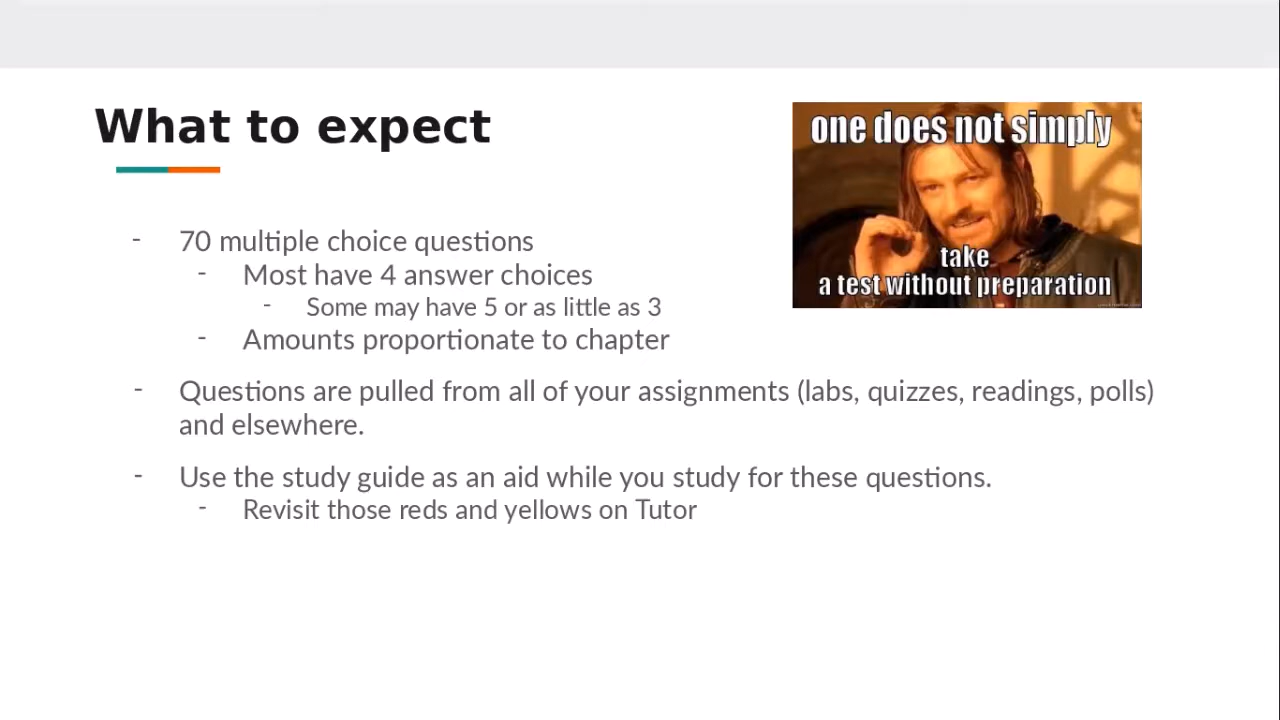 What to expect
one does not simply
take
a test without preparation
- 70 multiple choice questions
- Most have 4 answer choices
- Some may have 5 or as little as 3
- Amounts proportionate to chapter
- Questions are pulled from all of your assignments (labs, quizzes, readings, polls)
and elsewhere.
- Use the study guide as an aid while you study for these questions.
- Revisit those reds and yellows on Tutor